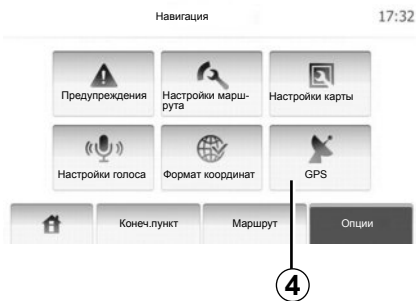 Навигация
17:32
Предупреждения
Настройки марш-
рута
Настройки карты
Настройки голоса
Формат координат
GPS
Конеч.пункт
Маршрут
Опции
4